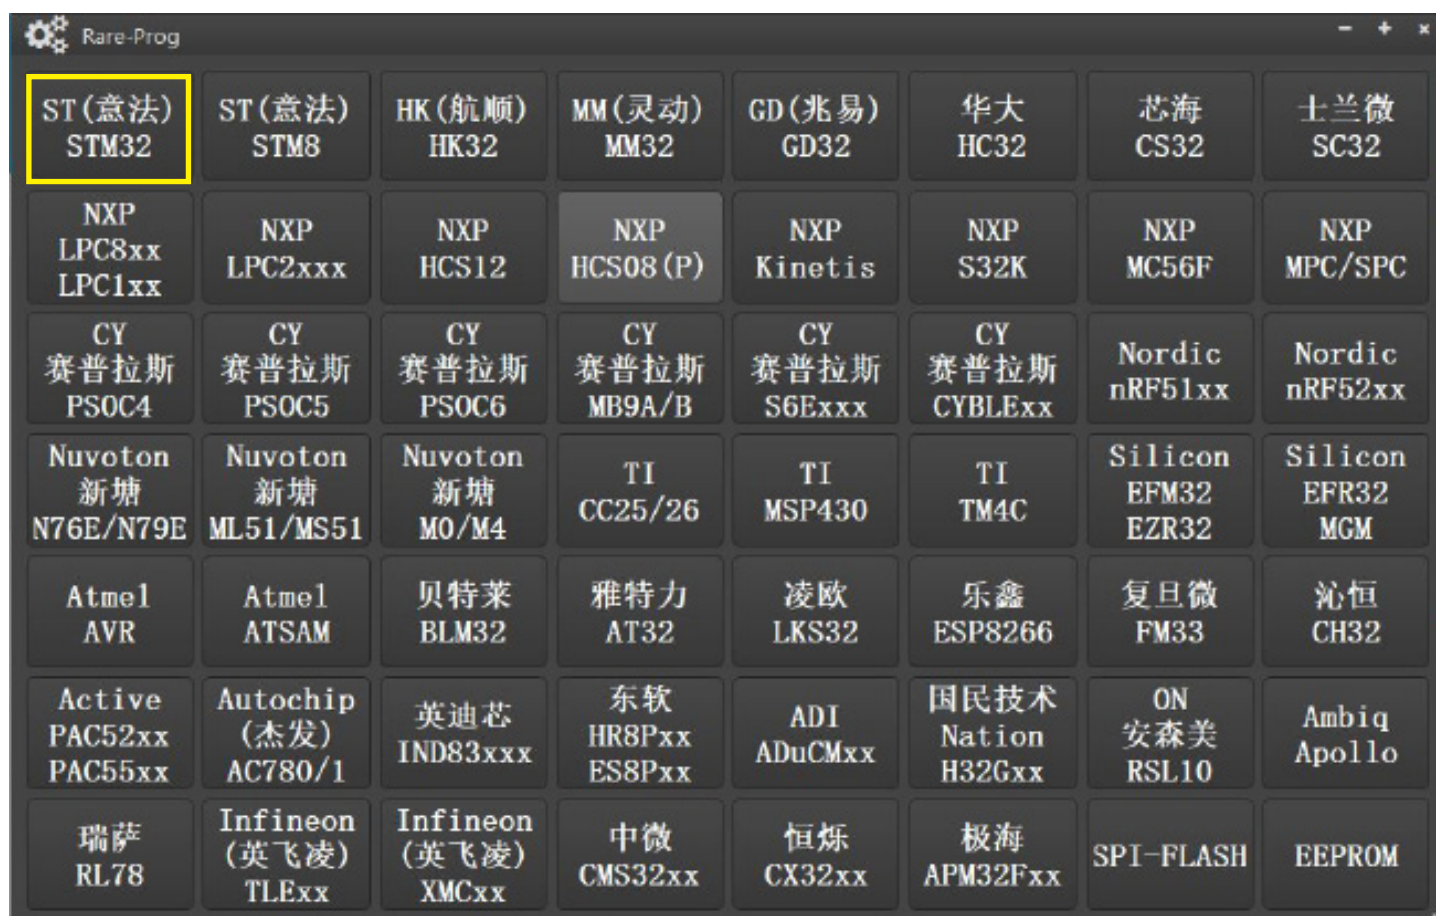 Rare-Prog
ST(意法)
STM32
ST(意法)
STM8
HK(航顺)
HK32
MM(灵动)
MM32
GD(兆易)
GD32
华大
HC32
芯海
CS32
士兰微
SC32
NXP
LPC8xx
LPC1xx
NXP
LPC2xxx
NXP
HCS12
NXP
HCS08(P)
NXP
Kinetis
NXP
S32K
NXP
MC56F
NXP
MPC/SPC
CY
赛普拉斯
PSOC4
CY
赛普拉斯
PSOC5
CY
赛普拉斯
PSOC6
CY
赛普拉斯
MB9A/B
CY
赛普拉斯
S6Exxx
CY
赛普拉斯
CYBLExx
Nordic
nRF51xx
Nordic
nRF52xx
Nuvoton
新塘
N76E/N79E
Nuvoton
新塘
ML51/MS51
Nuvoton
新塘
M0/M4
TI
CC25/26
TI
MSP430
TI
TM4C
Silicon
EFM32
EZR32
Silicon
EFR32
MGM
Atmel
AVR
Atmel
ATSAM
贝特莱
BLM32
雅特力
AT32
凌欧
LKS32
乐鑫
ESP8266
复旦微
FM33
沁恒
CH32
Active
PAC52xx
PAC55xx
Autochip
(杰发)
AC780/1
英迪芯
IND83xxx
东软
HR8Pxx
ES8Pxx
ADI
ADuCMxx
国民技术
Nation
H32Gxx
ON
安森美
RSL10
Ambiq
Apollo
瑞萨
RL78
Infineon
(英飞凌)
TLExx
Infineon
(英飞凌)
XMCxx
中微
CMS32xx
恒烁
CX32xx
极海
APM32Fxx
SPI-FLASH
EEPROM